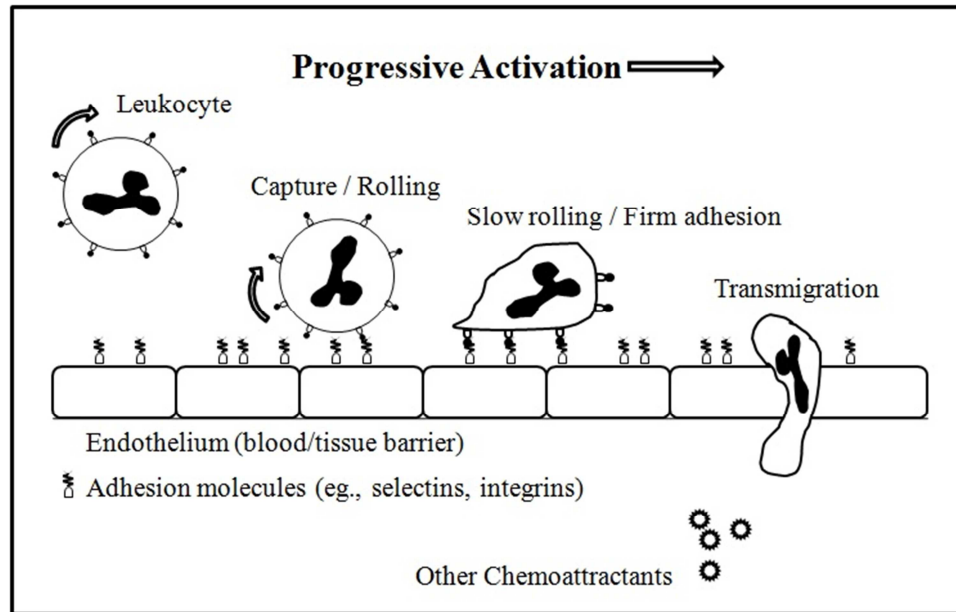 Progressive Activation
Leukocyte
Capture / Rolling
Slow rolling / Firm adhesion
Transmigration
Endothelium (blood/tissue barrier)
Adhesion molecules (eg., selectins, integrins)
Other Chemoattractants